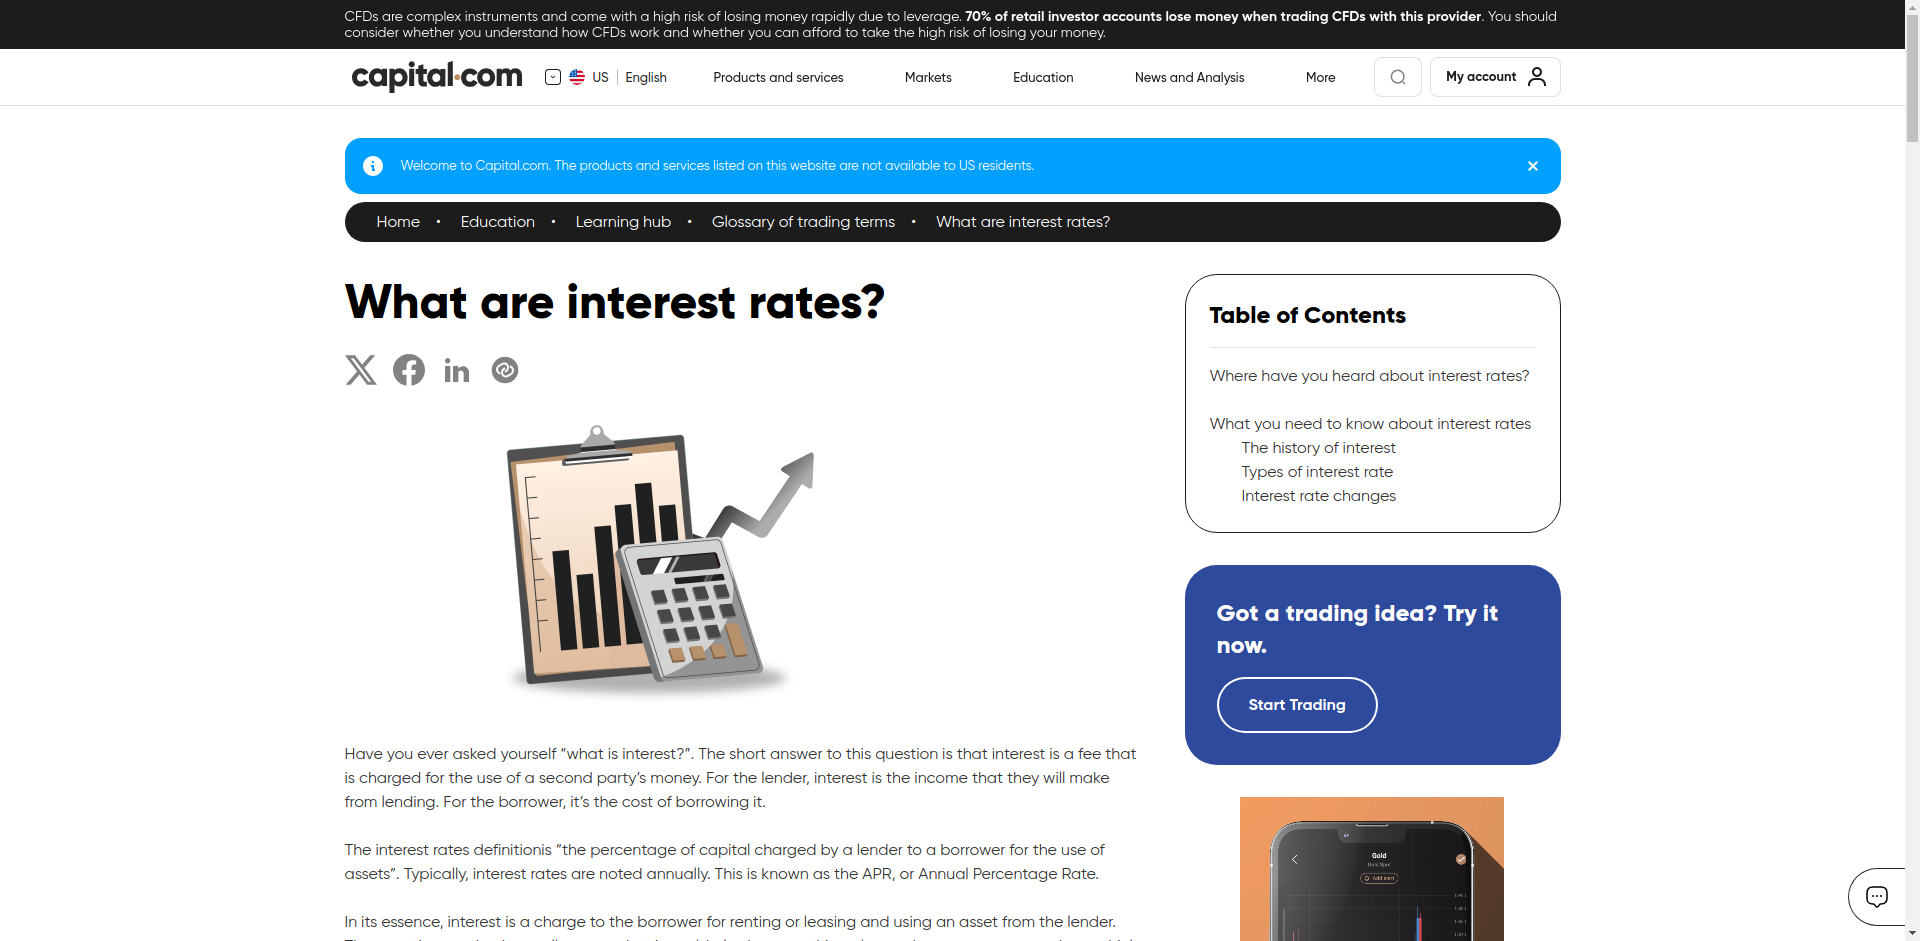 CFDs are complex instruments and come with a high risk of losing money rapidly due to leverage. 70% of retail investor accounts lose money when trading CFDs with this provider. You should
consider whether you understand how CFDs work and whether you can afford to take the high risk of losing your money.
capital.com
US
English
Products and services
Markets
Education
News and Analysis
More
My account
Welcome to Capital.com. The products and services listed on this website are not available to US residents.
Home • Education • Learning hub • Glossary of trading terms • What are interest rates?
What are interest rates?
Have you ever asked yourself “what is interest?”. The short answer to this question is that interest is a fee that
is charged for the use of a second party’s money. For the lender, interest is the income that they will make
from lending. For the borrower, it’s the cost of borrowing it.
The interest rates definitionis “the percentage of capital charged by a lender to a borrower for the use of
assets”. Typically, interest rates are noted annually. This is known as the APR, or Annual Percentage Rate.
In its essence, interest is a charge to the borrower for renting or leasing and using an asset from the lender.
Table of Contents
Where have you heard about interest rates?
What you need to know about interest rates
The history of interest
Types of interest rate
Interest rate changes
Got a trading idea? Try it
now.
Start Trading
Gold
Gold Spot
Add alert